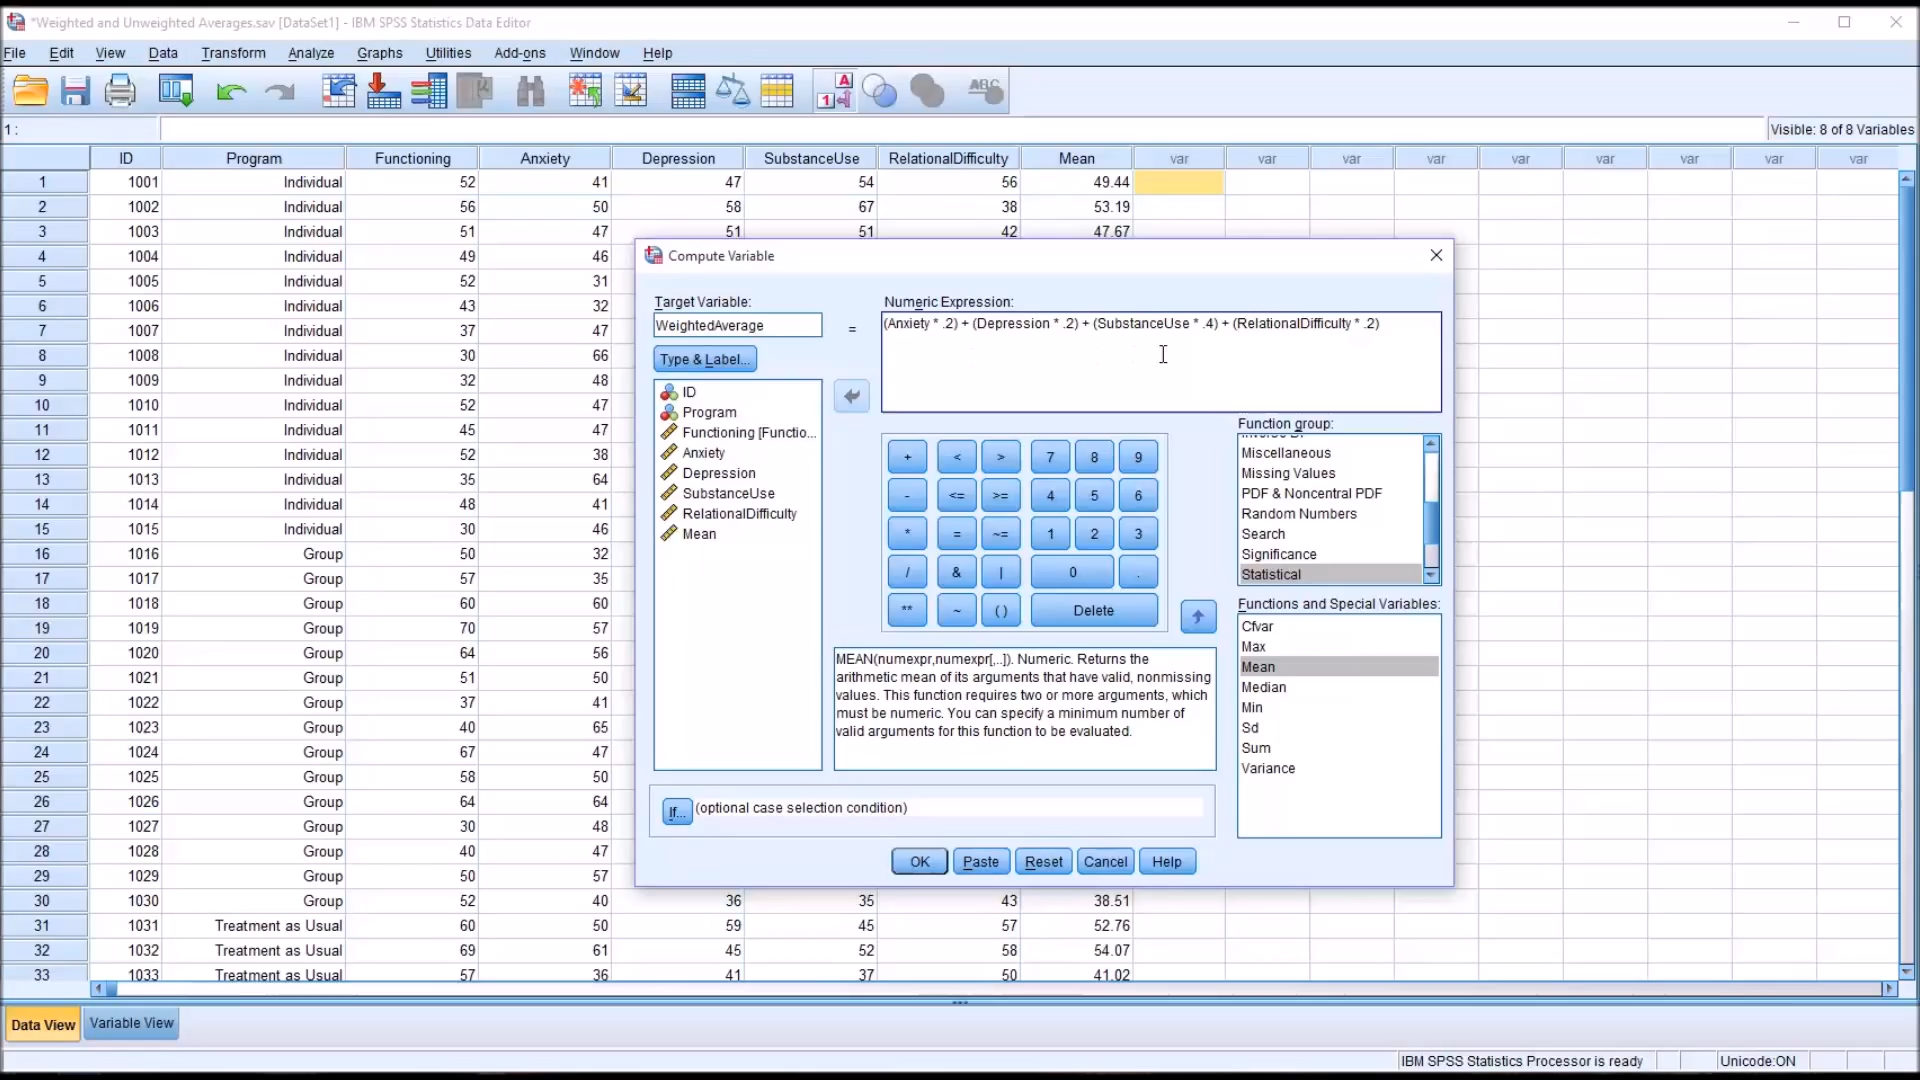 *Weighted and Unweighted Averages.sav [DataSet1] - IBM SPSS Statistics Data Editor
File Edit View Data Transform Analyze Graphs Utilities Add-ons Window Help
A
1
ABC
1 :
Visible: 8 of 8 Variables
ID Program Functioning Anxiety Depression SubstanceUse RelationalDifficulty Mean var var var var var var var var var
1 1001 Individual 52 41 47 54 56 49.44
2 1002 Individual 56 50 58 67 38 53.19
3 1003 Individual 51 47 51 51 42 47.67
4 1004 Individual 49 46
5 1005 Individual 52 31
6 1006 Individual 43 32
7 1007 Individual 37 47
8 1008 Individual 30 66
9 1009 Individual 32 48
10 1010 Individual 52 47
11 1011 Individual 45 47
12 1012 Individual 52 38
13 1013 Individual 35 64
14 1014 Individual 48 41
15 1015 Individual 30 46
16 1016 Group 50 32
17 1017 Group 57 35
18 1018 Group 60 60
19 1019 Group 70 57
20 1020 Group 64 56
21 1021 Group 51 50
22 1022 Group 37 41
23 1023 Group 40 65
24 1024 Group 67 47
25 1025 Group 58 50
26 1026 Group 64 64
27 1027 Group 30 48
28 1028 Group 40 47
29 1029 Group 50 57
30 1030 Group 52 40 36 35 43 38.51
31 1031 Treatment as Usual 60 50 59 45 57 52.76
32 1032 Treatment as Usual 69 61 45 52 58 54.07
33 1033 Treatment as Usual 57 36 41 37 50 41.02
Compute Variable
Target Variable:
WeightedAverage
=
Numeric Expression:
(Anxiety * .2) + (Depression * .2) + (SubstanceUse * .4) + (RelationalDifficulty * .2)
Type & Label...
ID
Program
Functioning [Functio...
Anxiety
Depression
SubstanceUse
RelationalDifficulty
Mean
+ < > 7 8 9
- <= >= 4 5 6
* = ~= 1 2 3
/ & | 0 .
** ~ ( ) Delete
Function group:
Miscellaneous
Missing Values
PDF & Noncentral PDF
Random Numbers
Search
Significance
Statistical
Functions and Special Variables:
Cfvar
Max
Mean
Median
Min
Sd
Sum
Variance
MEAN(numexpr,numexpr[,..]). Numeric. Returns the
arithmetic mean of its arguments that have valid, nonmissing
values. This function requires two or more arguments, which
must be numeric. You can specify a minimum number of
valid arguments for this function to be evaluated.
If... (optional case selection condition)
OK Paste Reset Cancel Help
Data View Variable View
IBM SPSS Statistics Processor is ready Unicode:ON